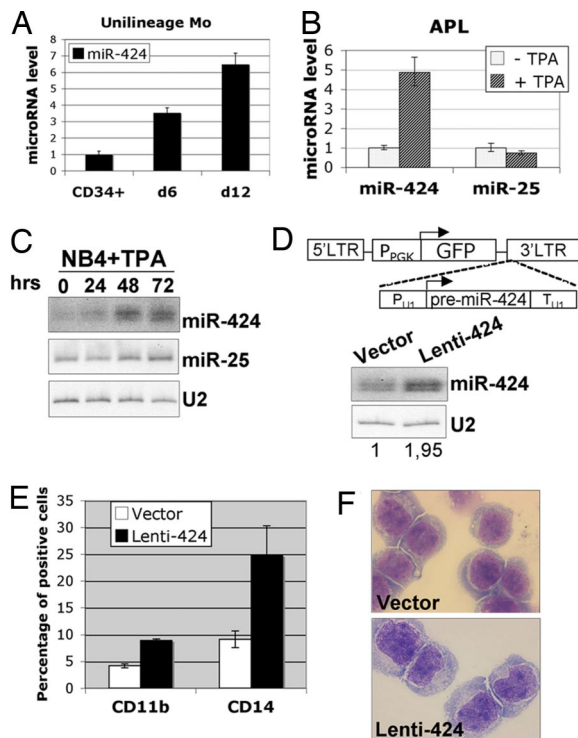 A
Unilineage Mo
miR-424
microRNA level
8
7
6
5
4
3
2
1
0
CD34+ d6 d12
B
APL
- TPA
+ TPA
microRNA level
6
5
4
3
2
1
0
miR-424 miR-25
C
NB4+TPA
hrs 0 24 48 72
miR-424
miR-25
U2
D
5'LTR PPGK GFP 3'LTR
PU1 pre-miR-424 TU1
Vector Lenti-424
miR-424
U2
1 1,95
E
Vector
Lenti-424
Percentage of positive cells
35
30
25
20
15
10
5
0
CD11b CD14
F
Vector
Lenti-424